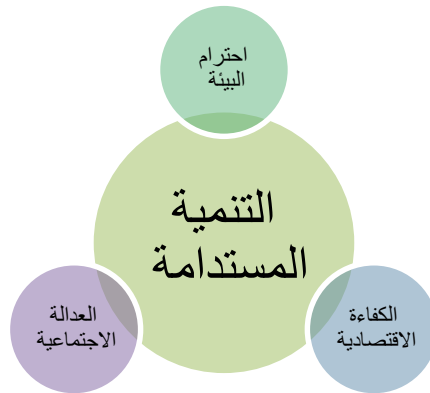 احترام
البيئة
التنمية
المستدامة
العدالة
الاجتماعية
الكفاءة
الاقتصادية